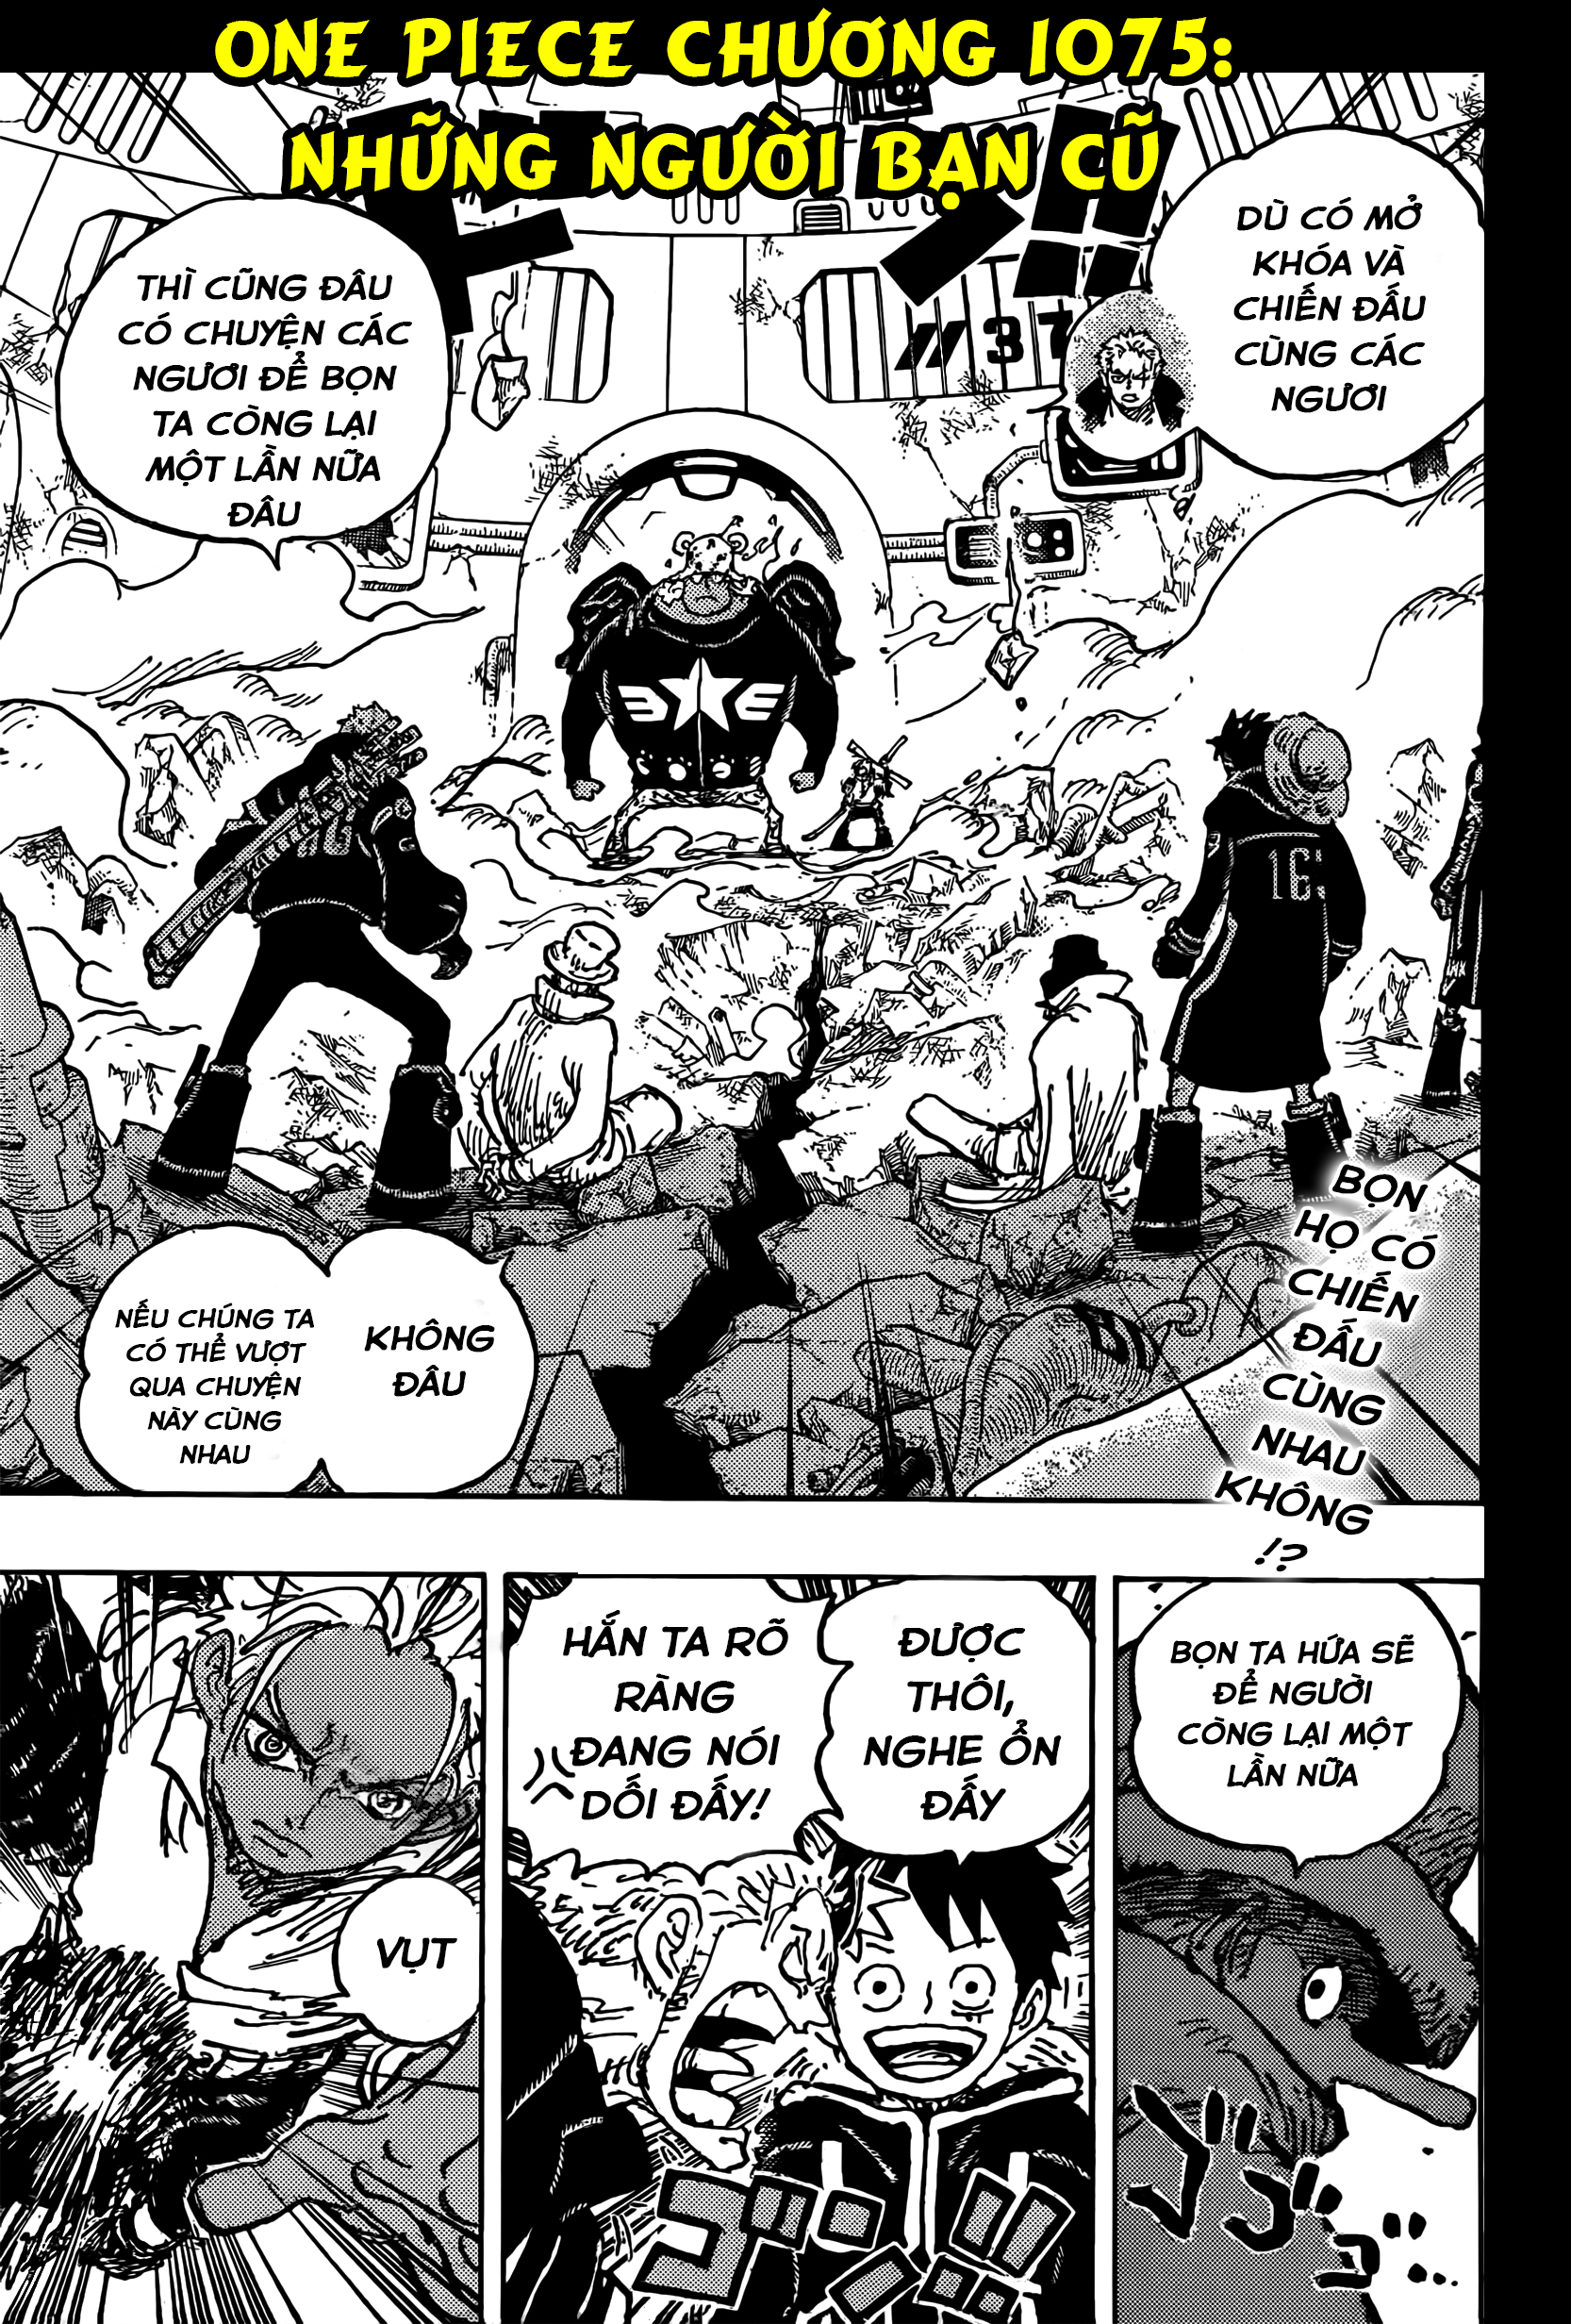 ONE PIECE CHƯƠNG 1075:
NHỮNG NGƯỜI BẠN CŨ
DÙ CÓ MỞ
KHÓA VÀ
CHIẾN ĐẤU
CÙNG CÁC
NGƯƠI
37
THÌ CŨNG ĐÂU
CÓ CHUYỆN CÁC
NGƯƠI ĐỂ BỌN
TA CÒNG LẠI
MỘT LẦN NỮA
ĐÂU
KHÔNG
ĐÂU
NẾU CHÚNG TA
CÓ THỂ VƯỢT
QUA CHUYỆN
NÀY CÙNG
NHAU
BỌN
HỌ CÓ
CHIẾN
ĐẤU
CÙNG
NHAU
KHÔNG
!?
BỌN TA HỨA SẼ
ĐỂ NGƯỜI
CÒNG LẠI MỘT
LẦN NỮA
ĐƯỢC
THÔI,
NGHE ỔN
ĐẤY
HẮN TA RÕ
RÀNG
ĐANG NÓI
DỐI ĐẤY!
VỤT